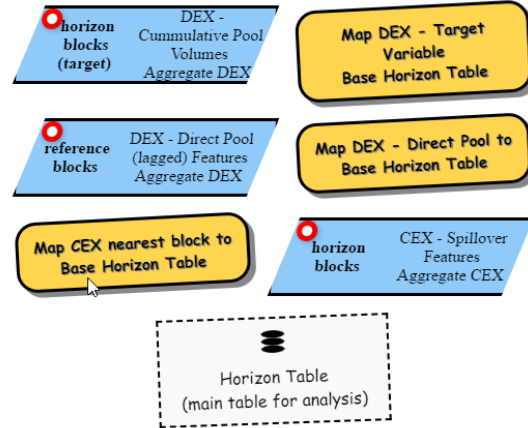 horizon
blocks
(target)
DEX -
Cummulative Pool
Volumes
Aggregate DEX
Map DEX - Target
Variable
Base Horizon Table
reference
blocks
DEX - Direct Pool
(lagged) Features
Aggregate DEX
Map DEX - Direct Pool to
Base Horizon Table
Map CEX nearest block to
Base Horizon Table
horizon
blocks
CEX - Spillover
Features
Aggregate CEX
Horizon Table
(main table for analysis)